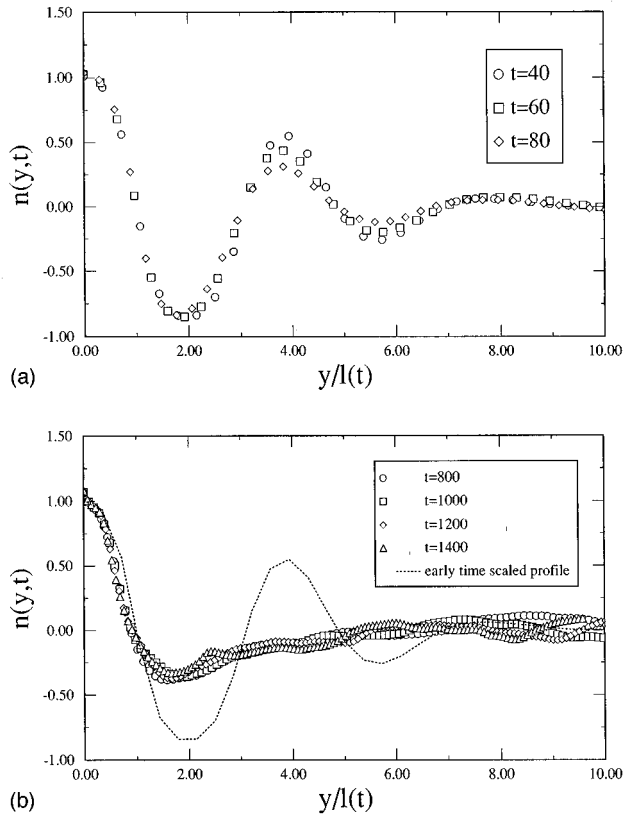 1.50
1.00
0.50
0.00
-0.50
-1.00
n(y,t)
t=40
t=60
t=80
0.00 2.00 4.00 6.00 8.00 10.00
(a) y/l(t)
1.50
1.00
0.50
0.00
-0.50
-1.00
n(y,t)
t=800
t=1000
t=1200
t=1400
early time scaled profile
0.00 2.00 4.00 6.00 8.00 10.00
(b) y/l(t)